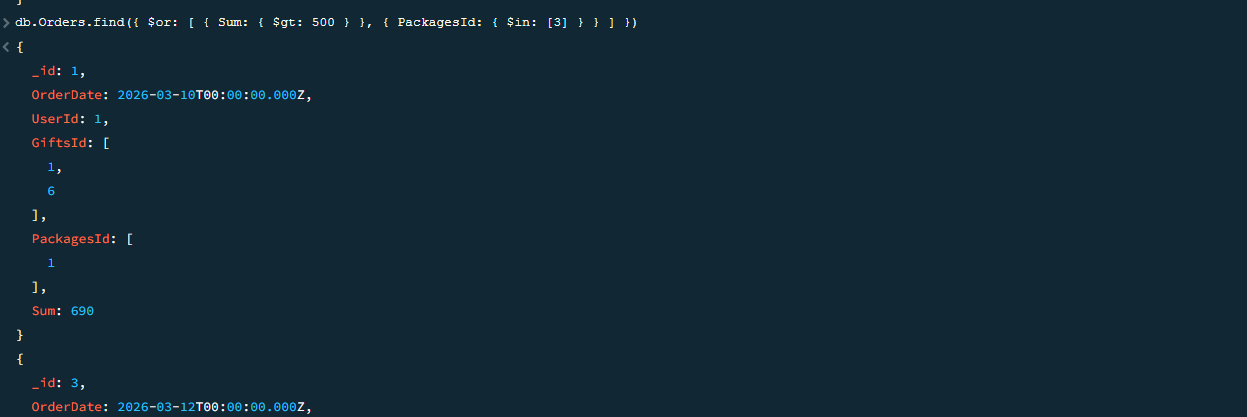 }
> db.Orders.find({ $or: [ { Sum: { $gt: 500 } }, { PackagesId: { $in: [3] } } ] })
< {
_id: 1,
OrderDate: 2026-03-10T00:00:00.000Z,
UserId: 1,
GiftsId: [
1,
6
],
PackagesId: [
1
],
Sum: 690
}
{
_id: 3,
OrderDate: 2026-03-12T00:00:00.000Z,